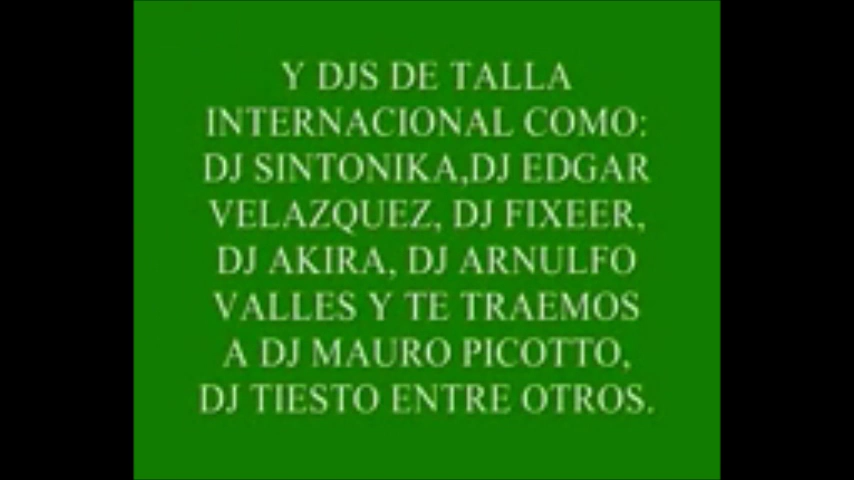 Y DJS DE TALLA
INTERNACIONAL COMO:
DJ SINTONIKA,DJ EDGAR
VELAZQUEZ, DJ FIXEER,
DJ AKIRA, DJ ARNULFO
VALLES Y TE TRAEMOS
A DJ MAURO PICOTTO,
DJ TIESTO ENTRE OTROS.